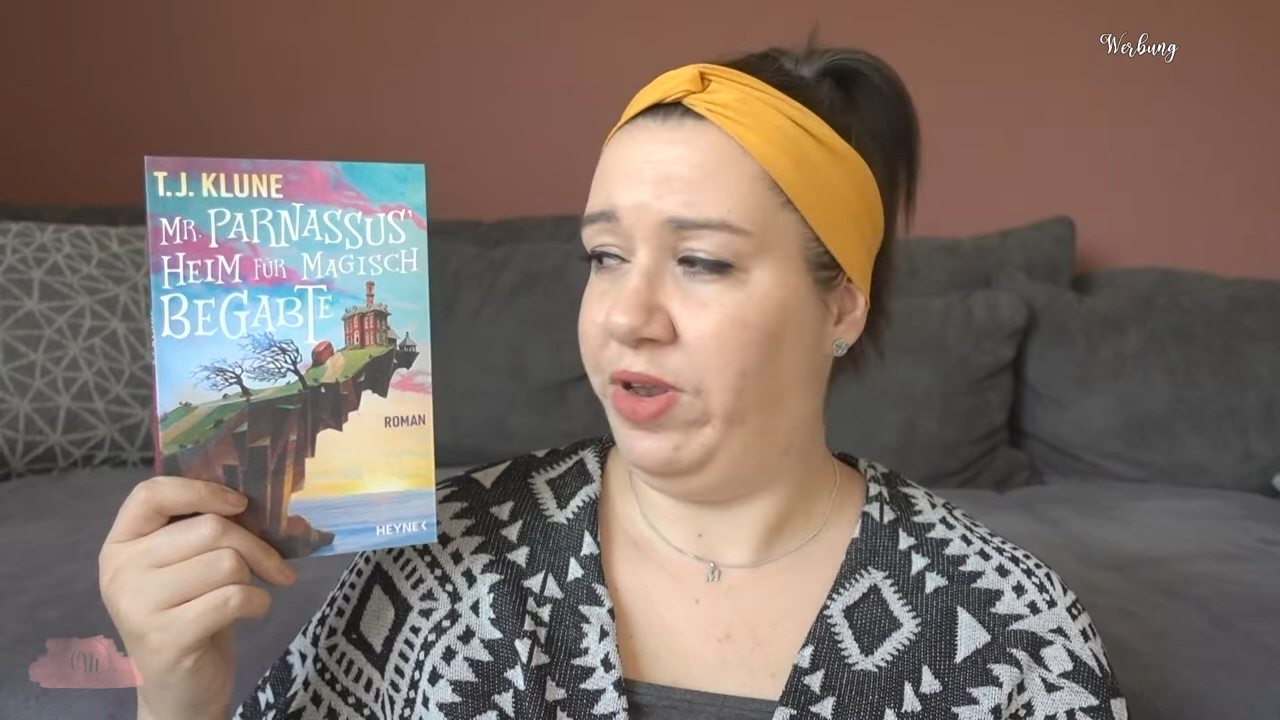 Werbung
T.J. KLUNE
MR. PARNASSUS'
HEIM FÜR MAGISCH
BEGABTE
ROMAN
HEYNE
(M)